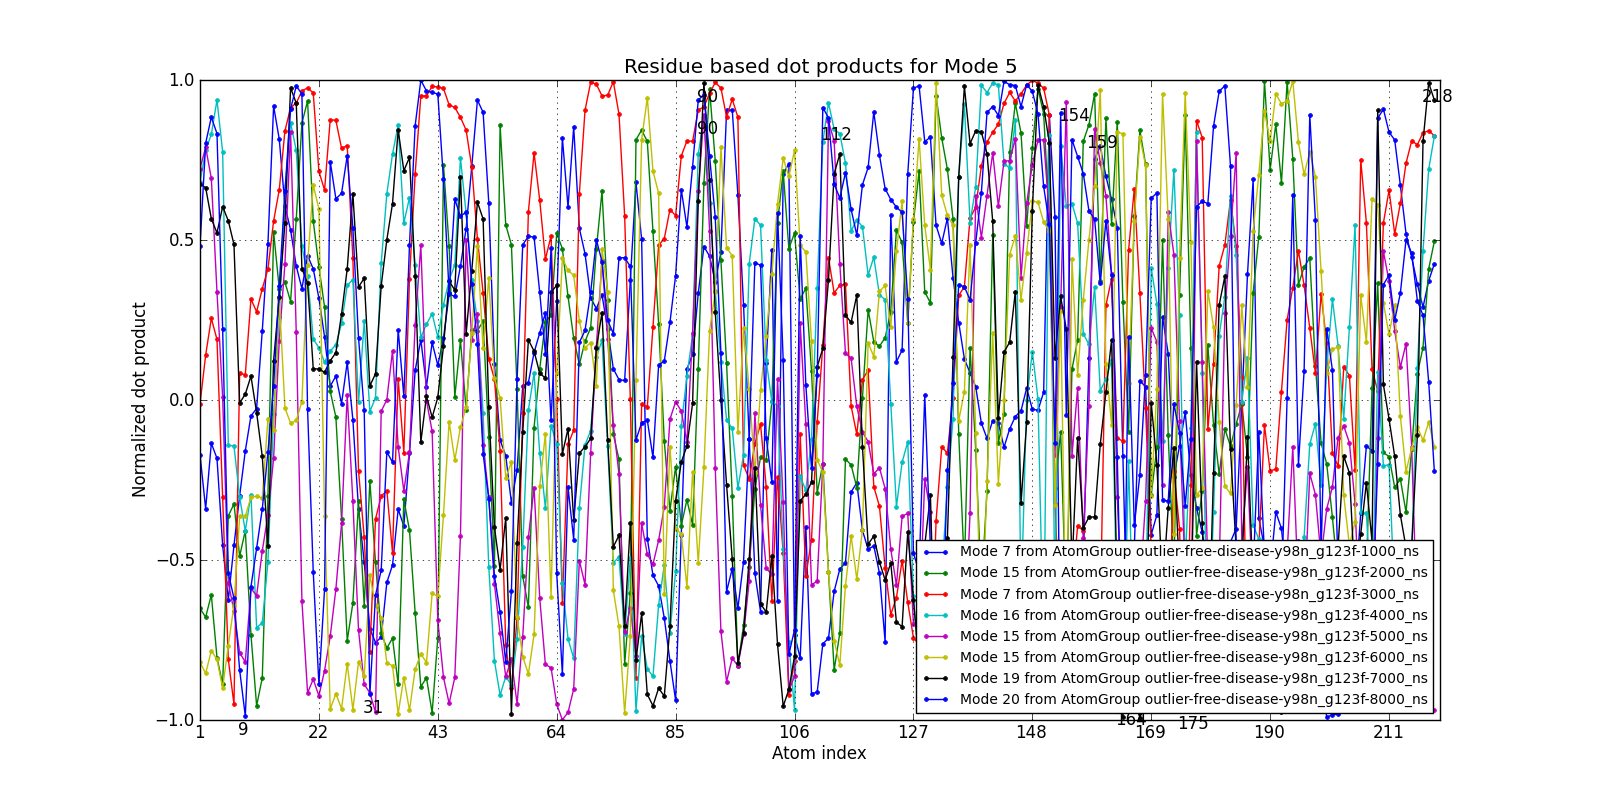 Residue based dot products for Mode 5
1.0
0.5
0.0
−0.5
−1.0
Normalized dot product
90
90
112
154
159
218
31
9
164
175
Mode 7 from AtomGroup outlier-free-disease-y98n_g123f-1000_ns
Mode 15 from AtomGroup outlier-free-disease-y98n_g123f-2000_ns
Mode 7 from AtomGroup outlier-free-disease-y98n_g123f-3000_ns
Mode 16 from AtomGroup outlier-free-disease-y98n_g123f-4000_ns
Mode 15 from AtomGroup outlier-free-disease-y98n_g123f-5000_ns
Mode 15 from AtomGroup outlier-free-disease-y98n_g123f-6000_ns
Mode 19 from AtomGroup outlier-free-disease-y98n_g123f-7000_ns
Mode 20 from AtomGroup outlier-free-disease-y98n_g123f-8000_ns
1 22 43 64 85 106 127 148 169 190 211
Atom index